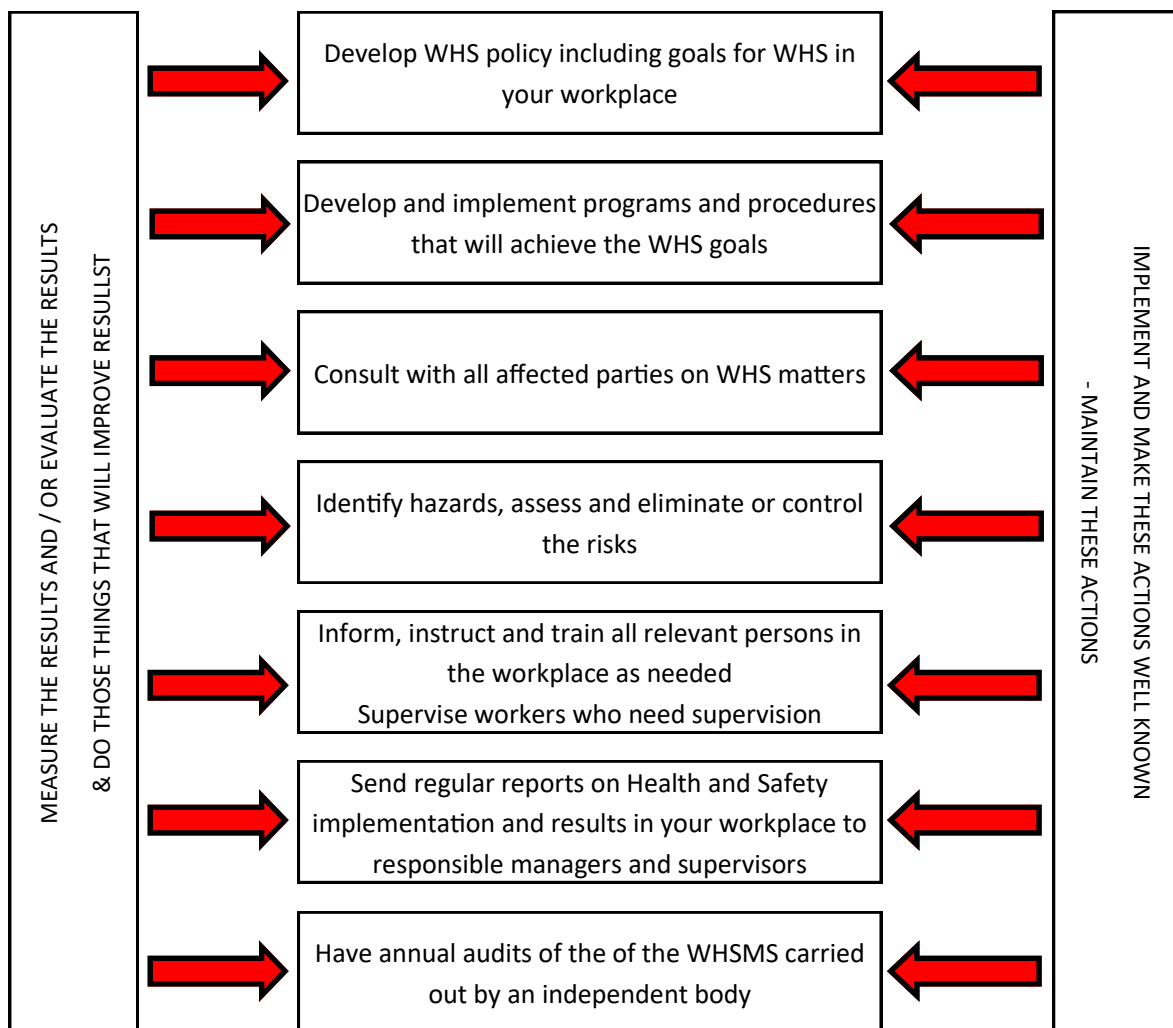 MEASURE THE RESULTS AND / OR EVALUATE THE RESULTS
& DO THOSE THINGS THAT WILL IMPROVE RESULLST
Develop WHS policy including goals for WHS in
your workplace
Develop and implement programs and procedures
that will achieve the WHS goals
Consult with all affected parties on WHS matters
Identify hazards, assess and eliminate or control
the risks
Inform, instruct and train all relevant persons in
the workplace as needed
Supervise workers who need supervision
Send regular reports on Health and Safety
implementation and results in your workplace to
responsible managers and supervisors
Have annual audits of the of the WHSMS carried
out by an independent body
IMPLEMENT AND MAKE THESE ACTIONS WELL KNOWN
- MAINTAIN THESE ACTIONS